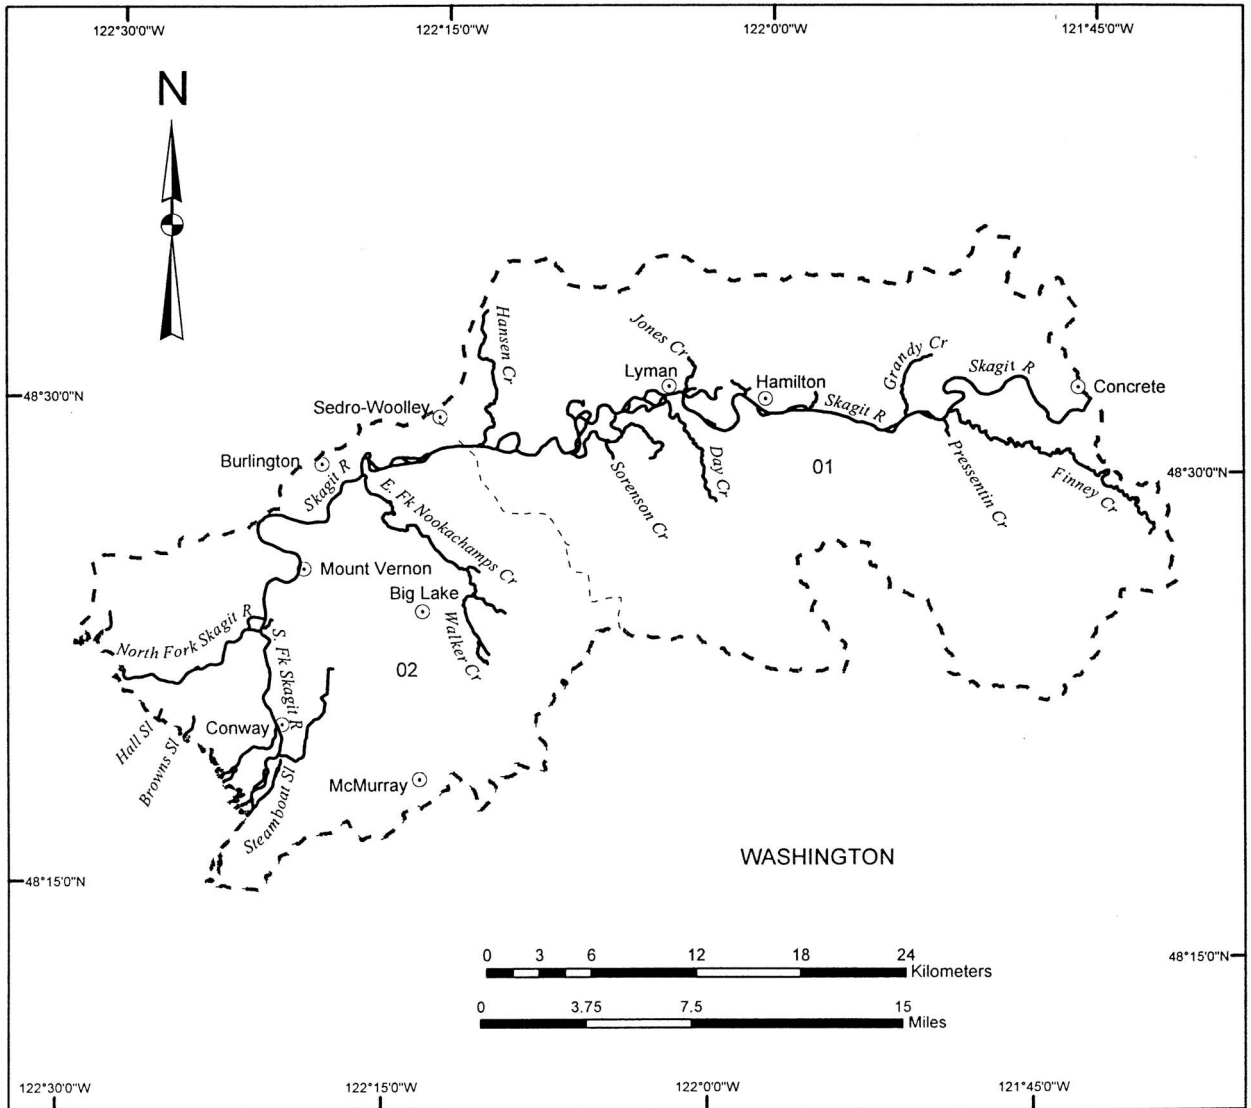 122°30'0"W
122°15'0"W
122°0'0"W
121°45'0"W
N
Hansen Cr
Jones Cr
Grandy Cr
Skagit R
Lyman
Hamilton
Concrete
48°30'0"N
Sedro-Woolley
Skagit R
Burlington
Skagit R
E. Fk Nookachamps Cr
Sorenson Cr
Day Cr
01
Pressentin Cr
Finney Cr
48°30'0"N
Mount Vernon
Big Lake
Walker Cr
North Fork Skagit R
S. Fk Skagit R
02
Hall Sl
Browns Sl
Conway
Steamboat Sl
McMurray
WASHINGTON
48°15'0"N
0 3 6 12 18 24
Kilometers
48°15'0"N
0 3.75 7.5 15
Miles
122°30'0"W
122°15'0"W
122°0'0"W
121°45'0"W